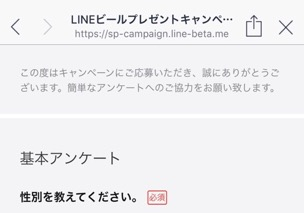 LINEビールプレゼントキャンペ…
https://sp-campaign.line-beta.me
この度はキャンペーンにご応募いただき、誠にありがとうご
ざいます。簡単なアンケートへのご協力をお願い致します。
基本アンケート
性別を教えてください。 必須